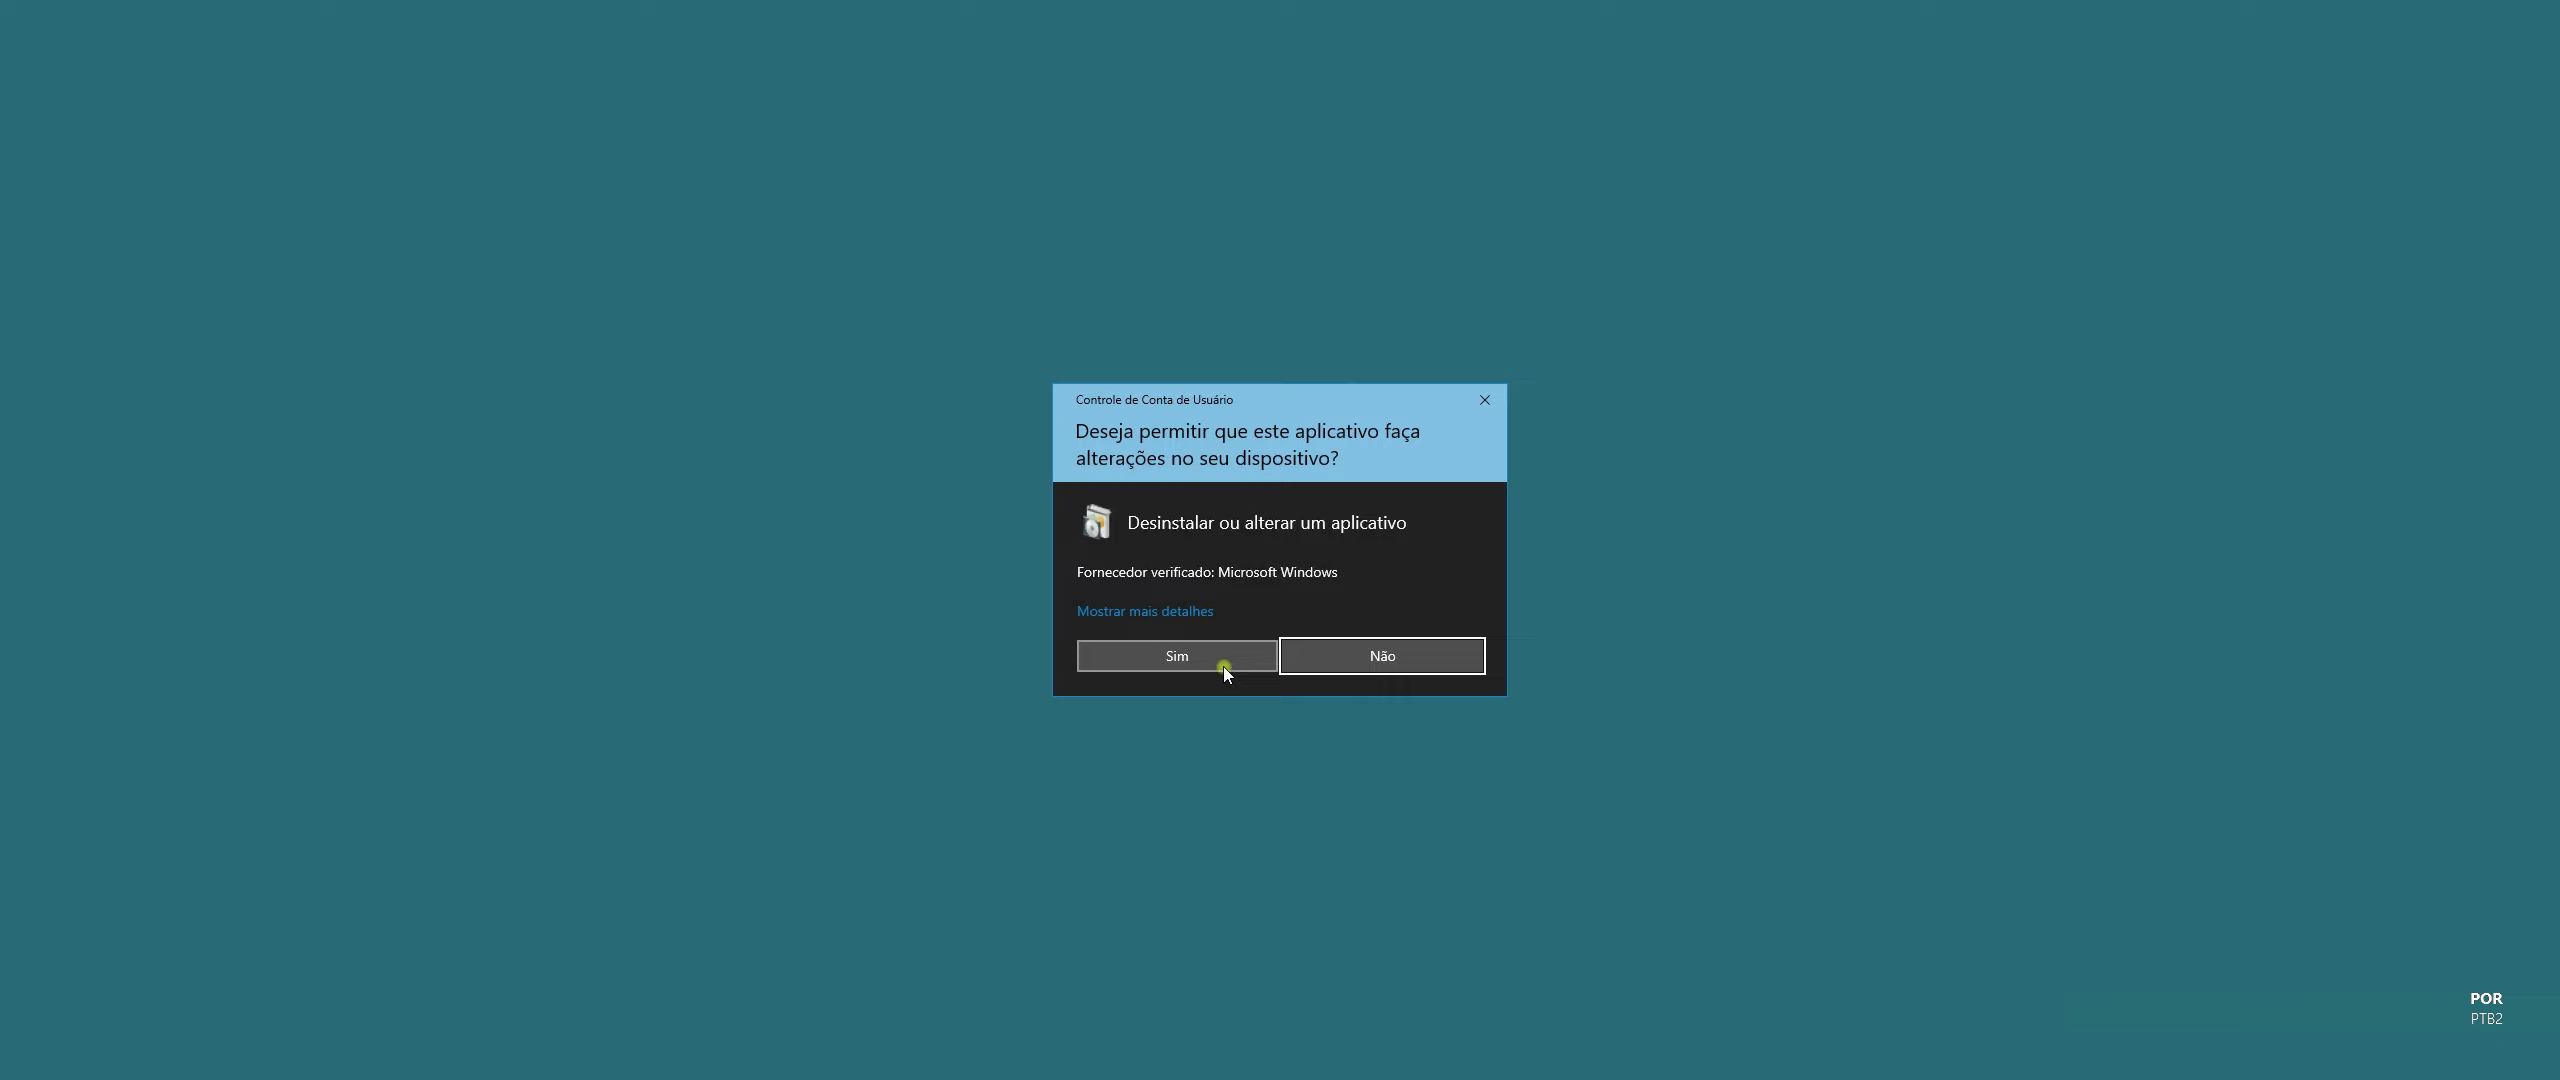 Controle de Conta de Usuário
Deseja permitir que este aplicativo faça
alterações no seu dispositivo?
Desinstalar ou alterar um aplicativo
Fornecedor verificado: Microsoft Windows
Mostrar mais detalhes
Sim
Não
POR
PTB2